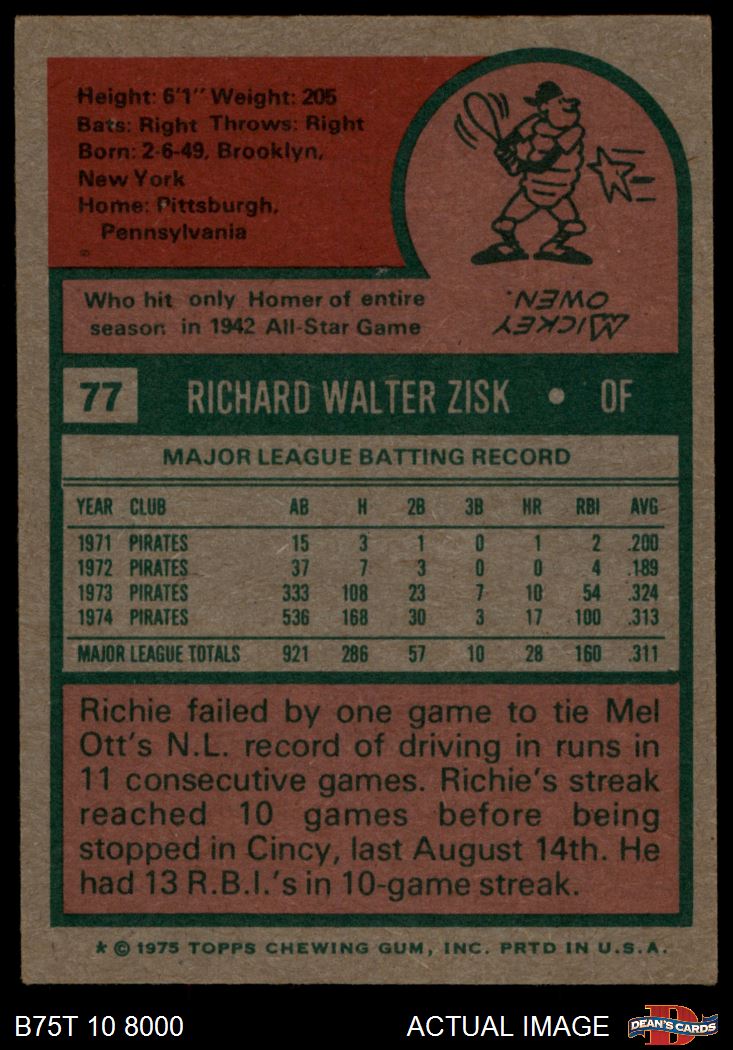 Height: 6'1" Weight: 205
Bats: Right Throws: Right
Born: 2-6-49, Brooklyn,
New York
Home: Pittsburgh,
Pennsylvania
Who hit only Homer of entire
season in 1942 All-Star Game
MICKEY
OWEN.
77 RICHARD WALTER ZISK • OF
MAJOR LEAGUE BATTING RECORD
YEAR CLUB AB H 2B 3B HR RBI AVG
1971 PIRATES 15 3 1 0 1 2 .200
1972 PIRATES 37 7 3 0 0 4 .189
1973 PIRATES 333 108 23 7 10 54 .324
1974 PIRATES 536 168 30 3 17 100 .313
MAJOR LEAGUE TOTALS 921 286 57 10 28 160 .311
Richie failed by one game to tie Mel
Ott's N.L. record of driving in runs in
11 consecutive games. Richie's streak
reached 10 games before being
stopped in Cincy, last August 14th. He
had 13 R.B.I.'s in 10-game streak.
* © 1975 TOPPS CHEWING GUM, INC. PRTD IN U.S.A.
B75T 10 8000 ACTUAL IMAGE
D
DEAN'S CARDS